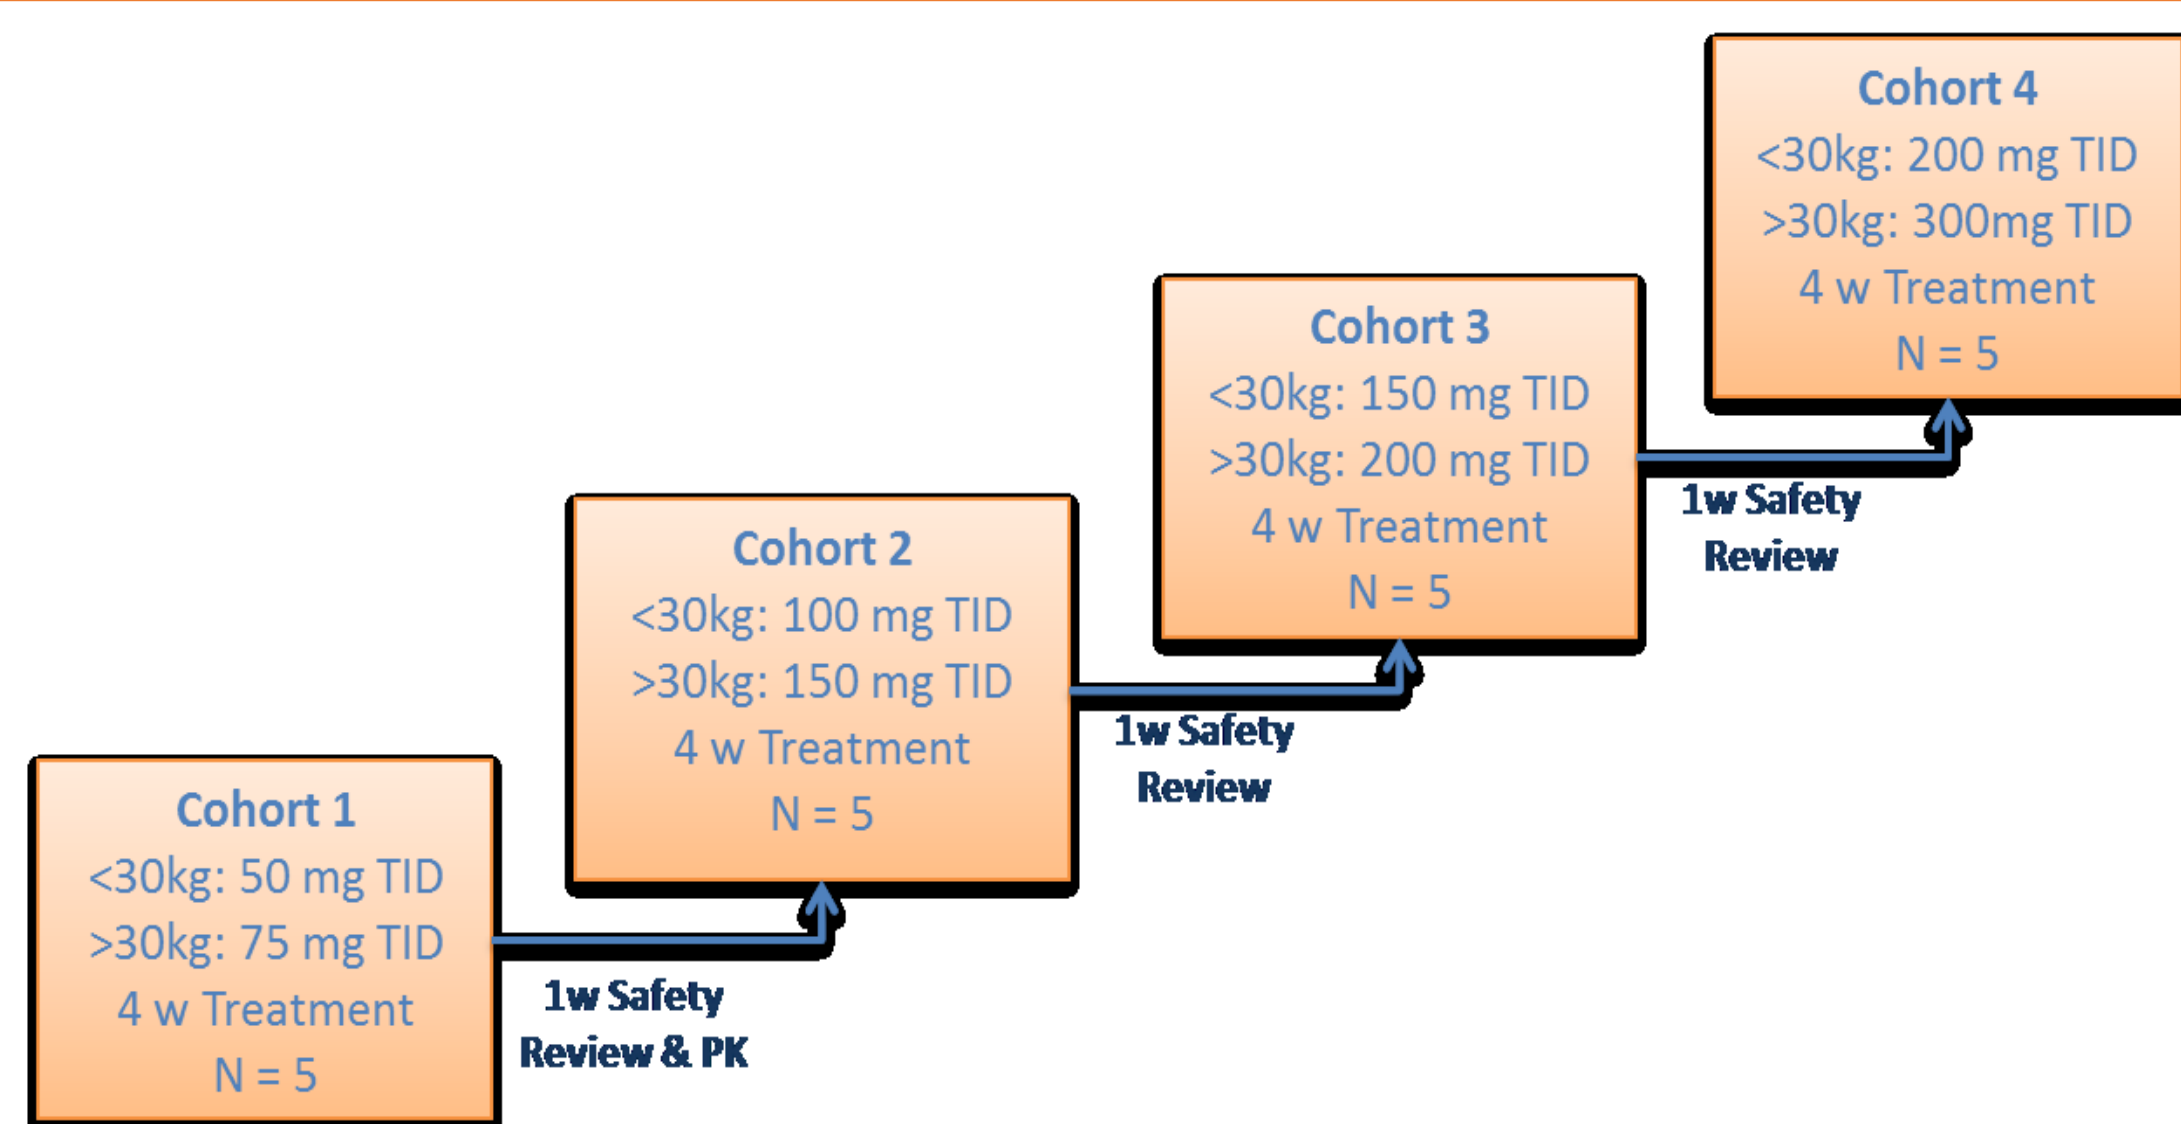 Cohort 1
<30kg: 50 mg TID
>30kg: 75 mg TID
4 w Treatment
N = 5
1w Safety
Review & PK
Cohort 2
<30kg: 100 mg TID
>30kg: 150 mg TID
4 w Treatment
N = 5
1w Safety
Review
Cohort 3
<30kg: 150 mg TID
>30kg: 200 mg TID
4 w Treatment
N = 5
1w Safety
Review
Cohort 4
<30kg: 200 mg TID
>30kg: 300mg TID
4 w Treatment
N = 5